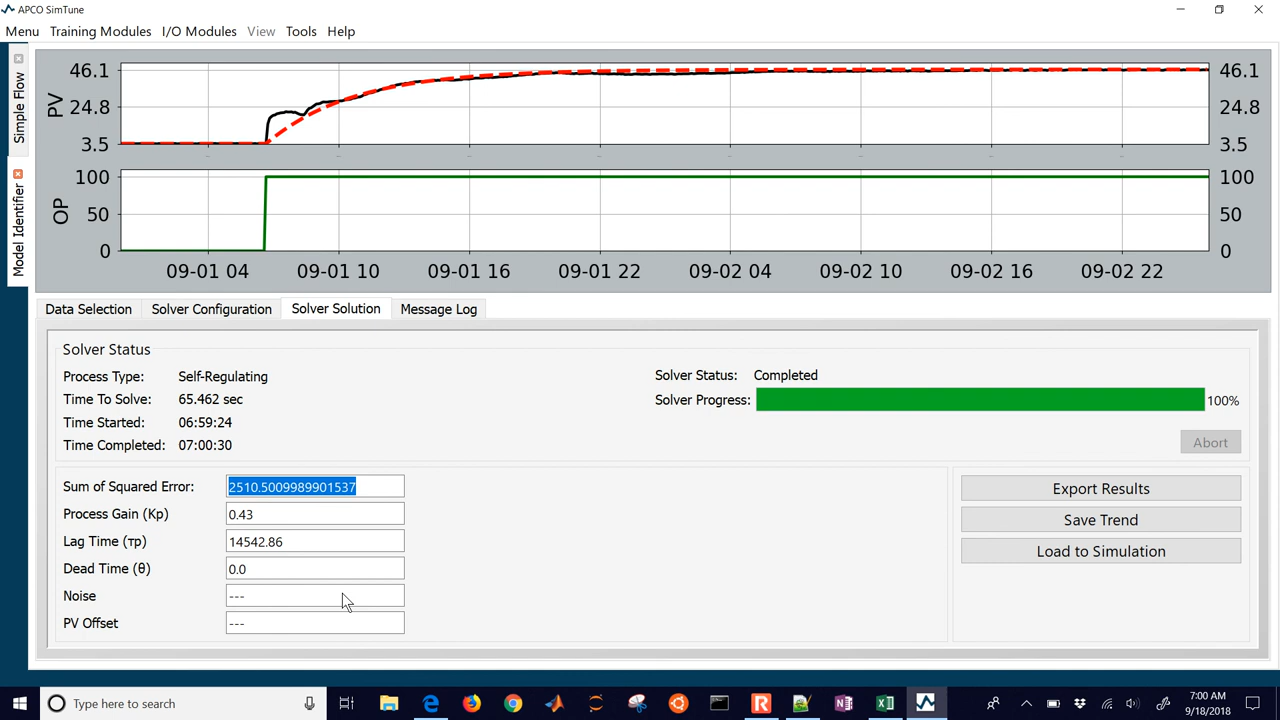 APCO SimTune
Menu Training Modules I/O Modules View Tools Help
Simple Flow
Model Identifier
PV
46.1
24.8
3.5
46.1
24.8
3.5
OP
100
50
0
100
50
0
09-01 04 09-01 10 09-01 16 09-01 22 09-02 04 09-02 10 09-02 16 09-02 22
Data Selection Solver Configuration Solver Solution Message Log
Solver Status
Process Type: Self-Regulating
Time To Solve: 65.462 sec
Time Started: 06:59:24
Time Completed: 07:00:30
Solver Status: Completed
Solver Progress: 100%
Abort
Sum of Squared Error: 2510.5009989901537
Process Gain (Kp) 0.43
Lag Time (τp) 14542.86
Dead Time (θ) 0.0
Noise ---
PV Offset ---
Export Results
Save Trend
Load to Simulation
Type here to search
7:00 AM
9/18/2018